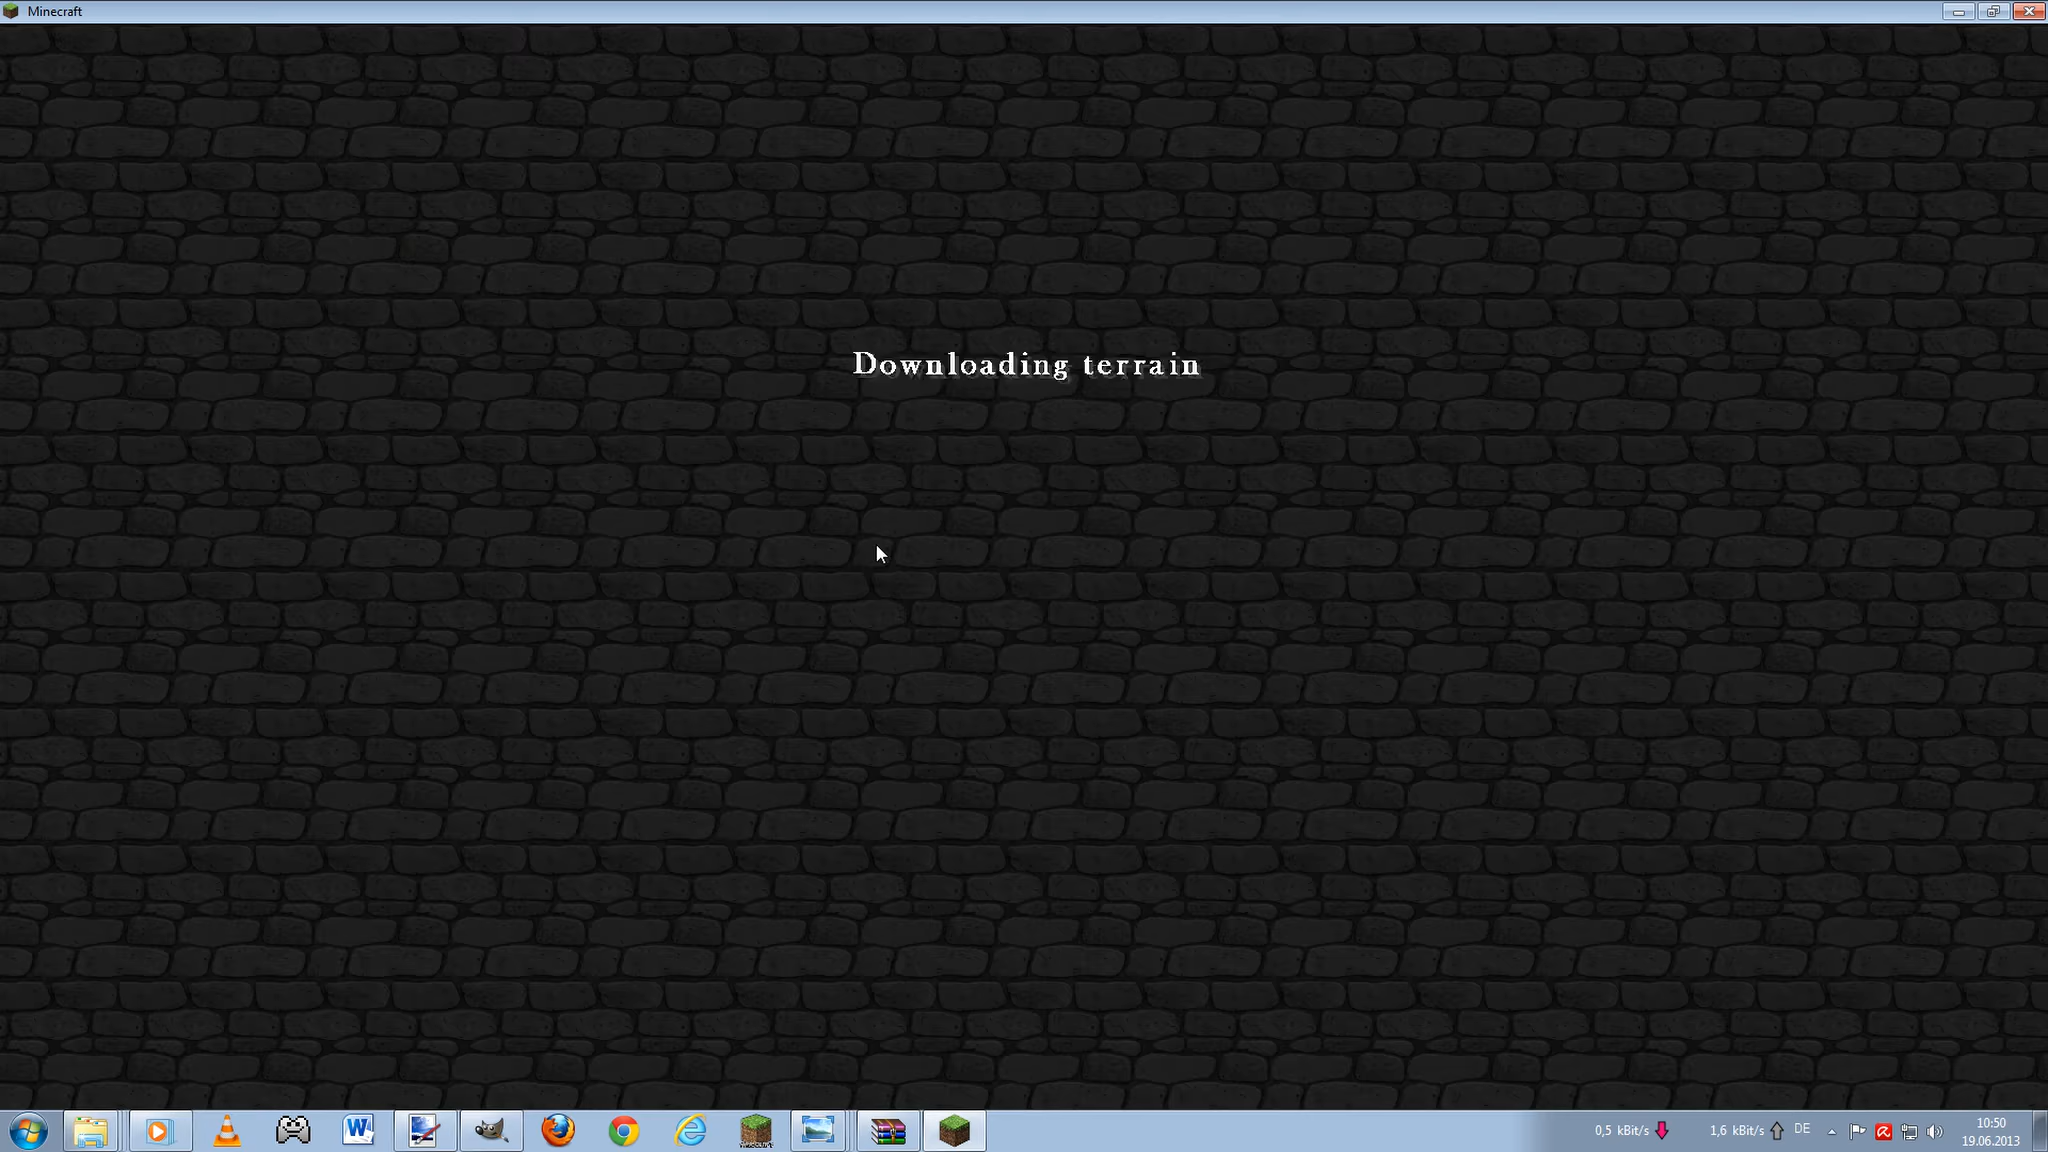 Minecraft
Downloading terrain
0,5 kBit/s
1,6 kBit/s
DE
10:50
19.06.2013